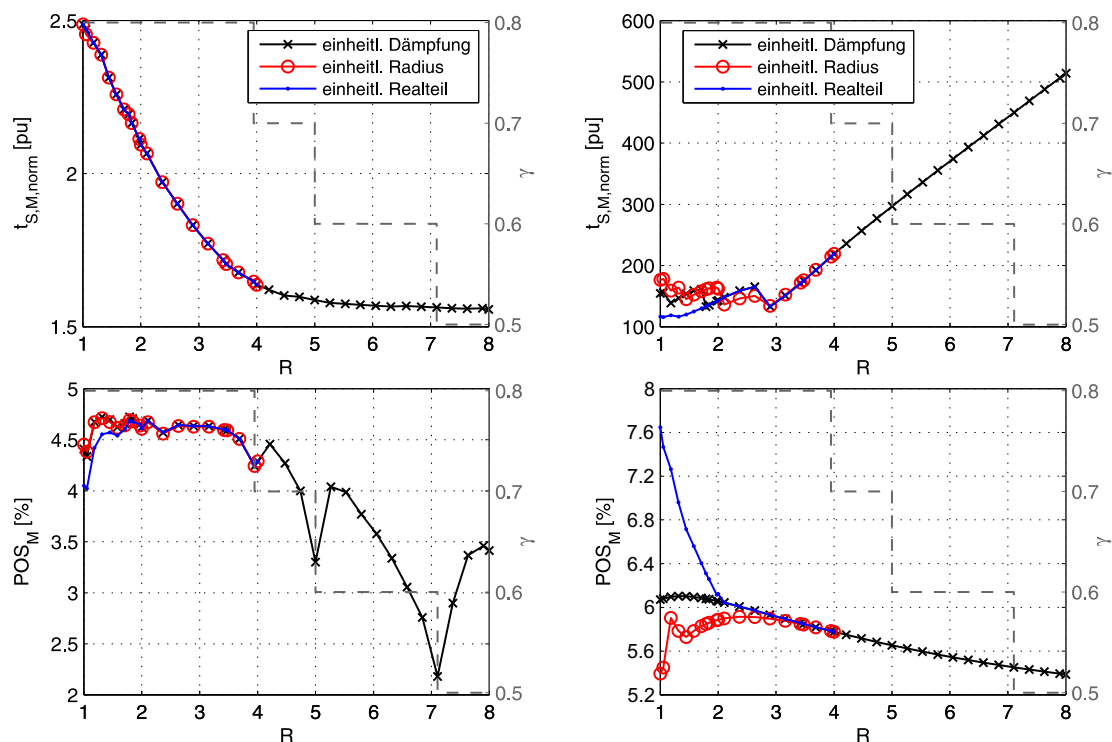 2.5
2
1.5
t_S,M,norm [pu]
1 2 3 4 5 6 7 8
R
0.8
0.7
0.6
0.5
γ
einheitl. Dämpfung
einheitl. Radius
einheitl. Realteil
600
500
400
300
200
150
100
t_S,M,norm [pu]
1 2 3 4 5 6 7 8
R
0.8
0.7
0.6
0.5
γ
einheitl. Dämpfung
einheitl. Radius
einheitl. Realteil
5
4.5
4
3.5
3
2.5
2
POS_M [%]
1 2 3 4 5 6 7 8
R
0.8
0.7
0.6
0.5
γ
8
7.6
7.2
6.8
6.4
6
5.6
5.2
POS_M [%]
1 2 3 4 5 6 7 8
R
0.8
0.7
0.6
0.5
γ